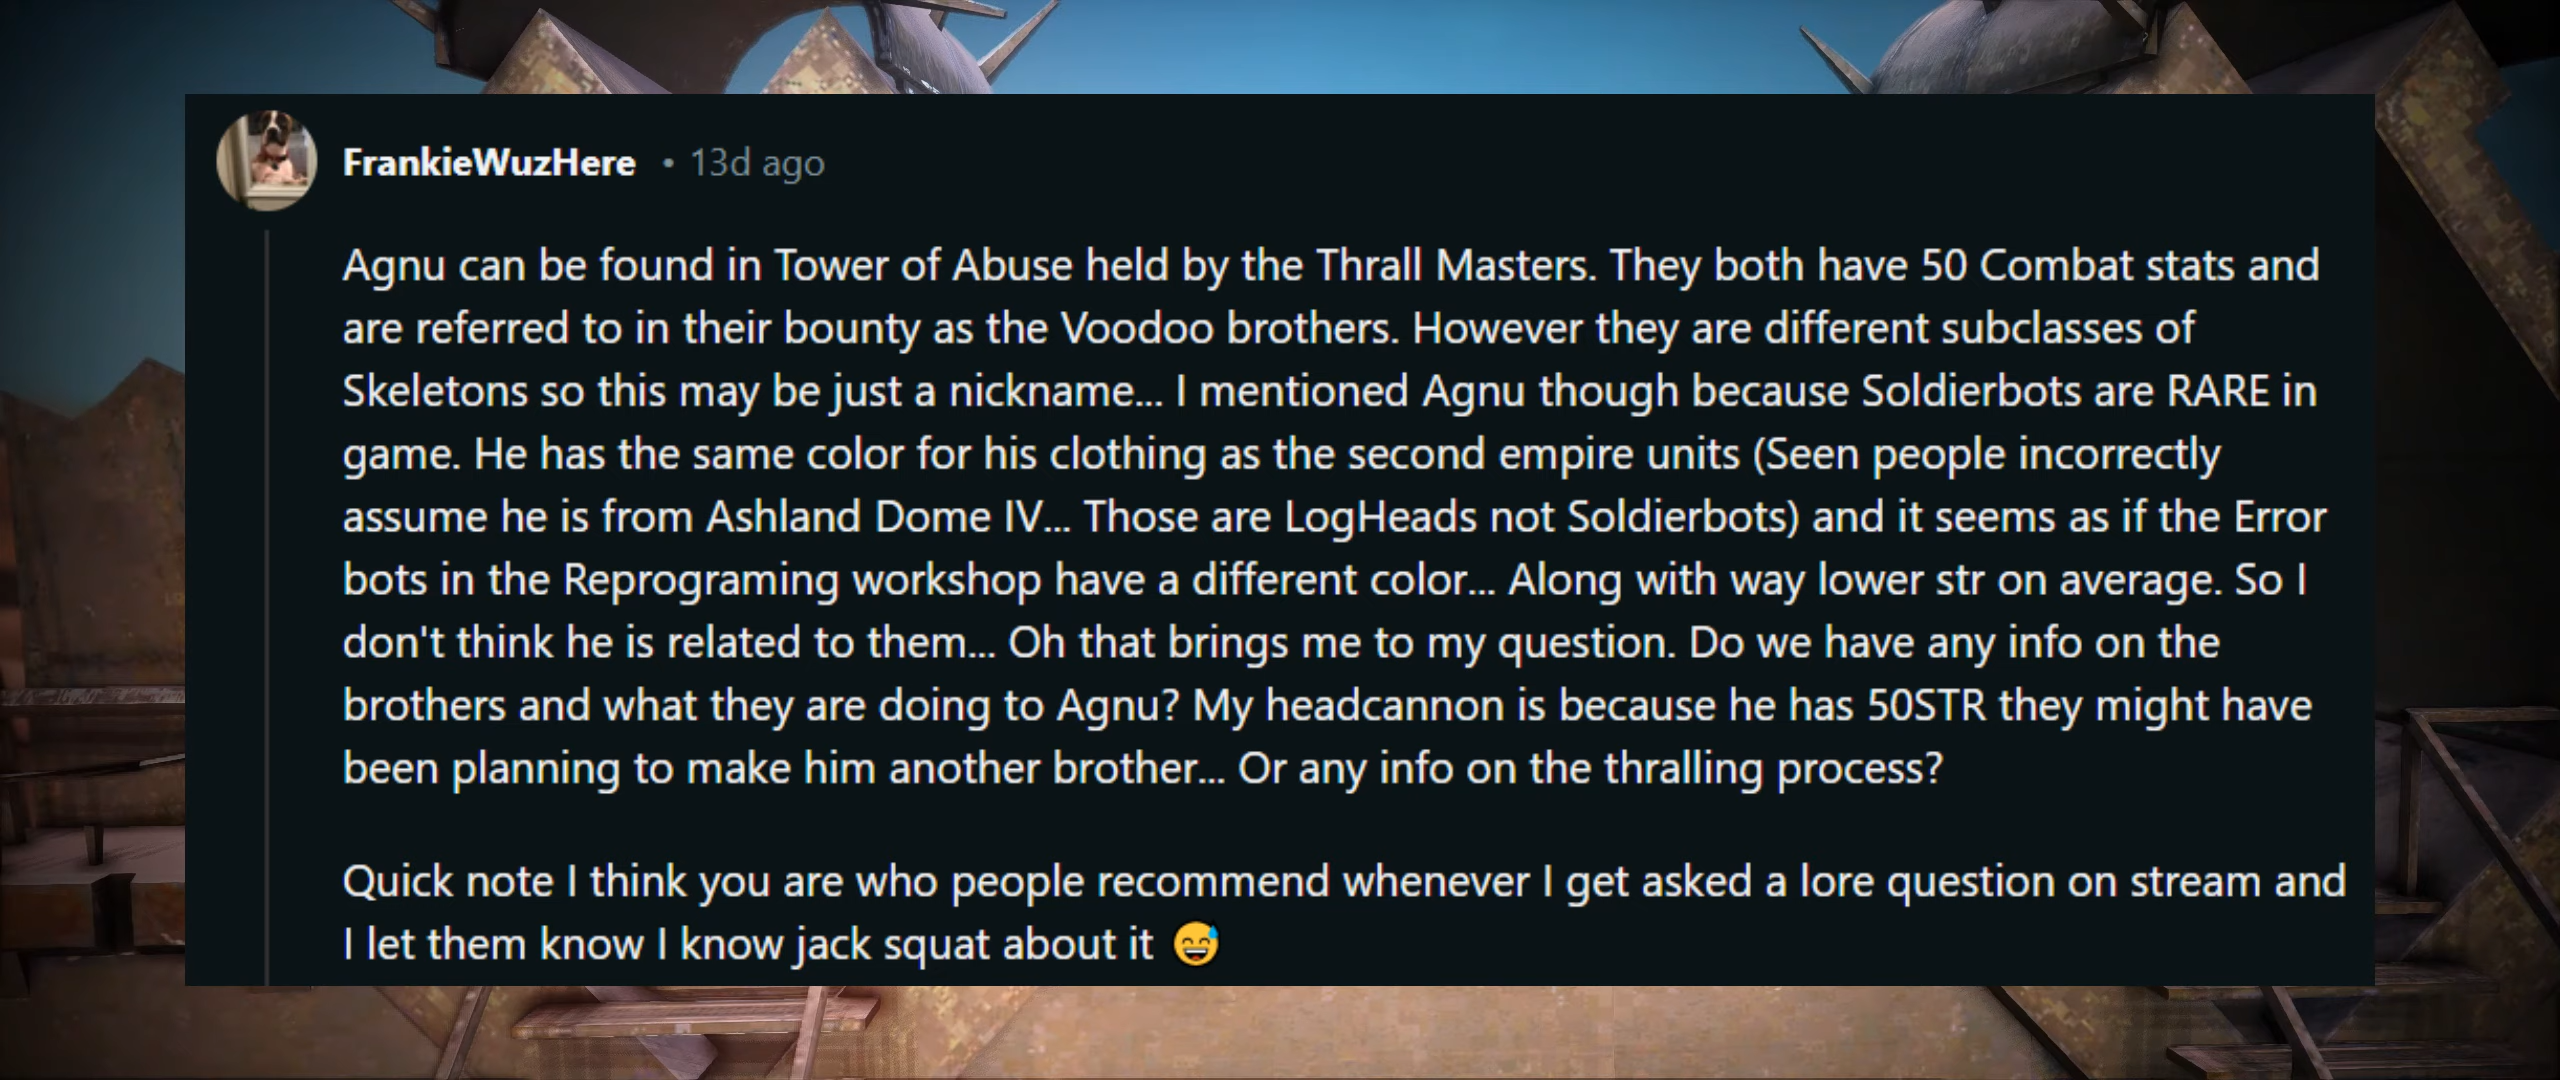 FrankieWuzHere • 13d ago
Agnu can be found in Tower of Abuse held by the Thrall Masters. They both have 50 Combat stats and
are referred to in their bounty as the Voodoo brothers. However they are different subclasses of
Skeletons so this may be just a nickname... I mentioned Agnu though because Soldierbots are RARE in
game. He has the same color for his clothing as the second empire units (Seen people incorrectly
assume he is from Ashland Dome IV... Those are LogHeads not Soldierbots) and it seems as if the Error
bots in the Reprograming workshop have a different color... Along with way lower str on average. So I
don't think he is related to them... Oh that brings me to my question. Do we have any info on the
brothers and what they are doing to Agnu? My headcannon is because he has 50STR they might have
been planning to make him another brother... Or any info on the thralling process?
Quick note I think you are who people recommend whenever I get asked a lore question on stream and
I let them know I know jack squat about it 😅